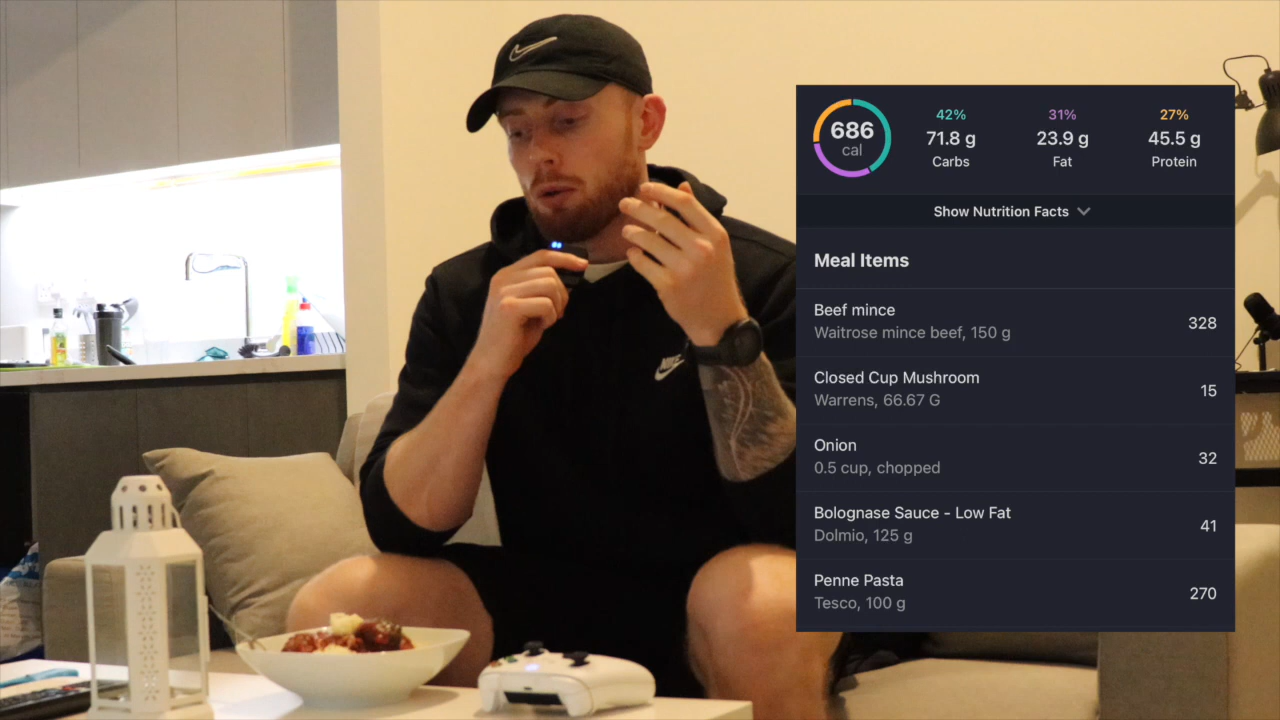 686
cal
42%
71.8 g
Carbs
31%
23.9 g
Fat
27%
45.5 g
Protein
Show Nutrition Facts
Meal Items
Beef mince
Waitrose mince beef, 150 g
328
Closed Cup Mushroom
Warrens, 66.67 G
15
Onion
0.5 cup, chopped
32
Bolognase Sauce - Low Fat
Dolmio, 125 g
41
Penne Pasta
Tesco, 100 g
270
NIKE